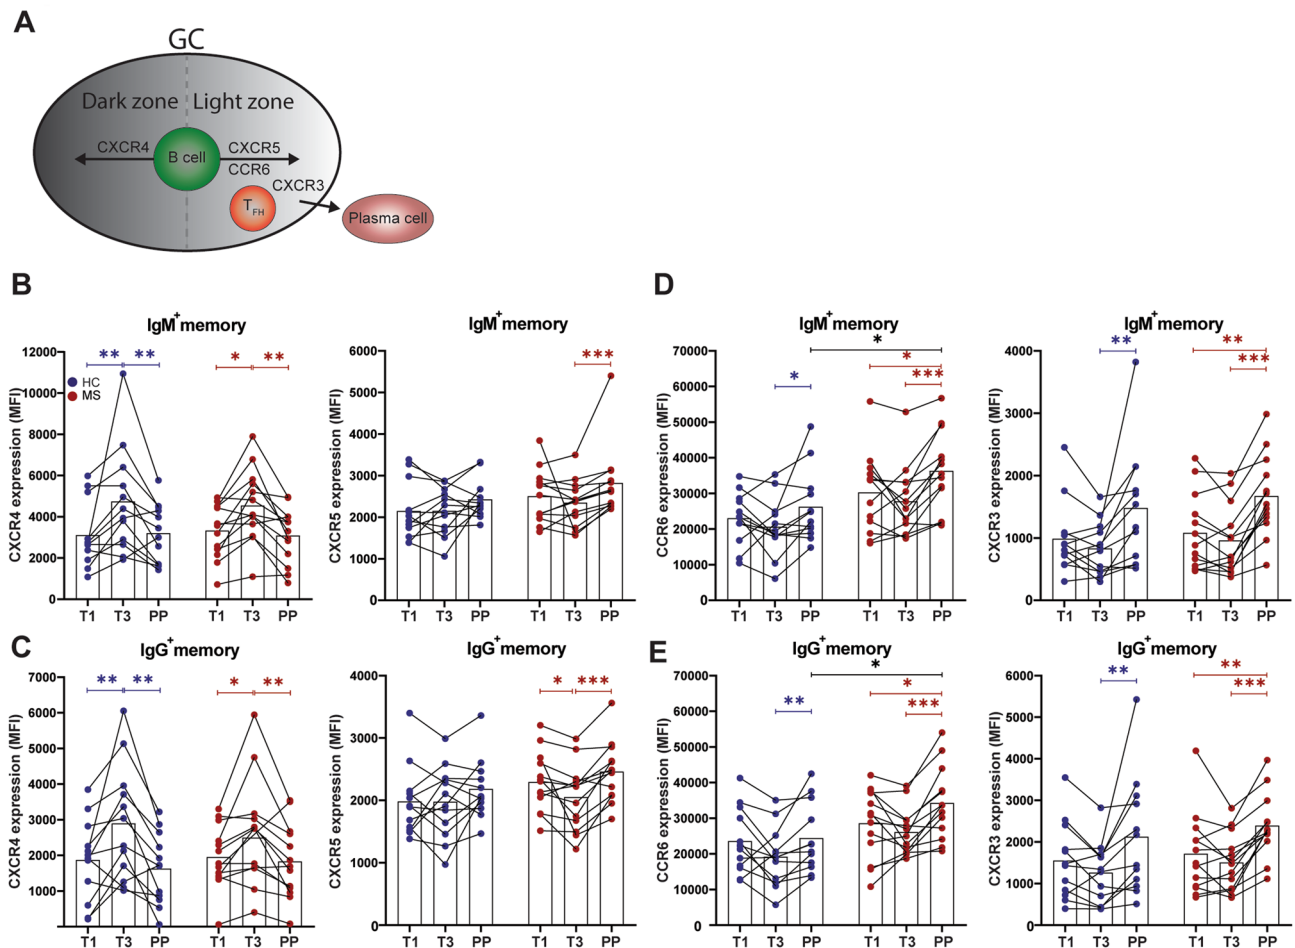 A
GC
Dark zone Light zone
CXCR4 B cell CXCR5
CCR6
CXCR3
TFH
Plasma cell
B
IgM+memory
CXCR4 expression (MFI)
12000
10000
8000
6000
4000
2000
0
HC
MS
** ** * **
T1 T3 PP T1 T3 PP
IgM+memory
CXCR5 expression (MFI)
6000
5000
4000
3000
2000
1000
0
***
T1 T3 PP T1 T3 PP
D
IgM+memory
CCR6 expression (MFI)
70000
60000
50000
40000
30000
20000
10000
0
*
*
* ***
T1 T3 PP T1 T3 PP
IgM+memory
CXCR3 expression (MFI)
4000
3000
2000
1000
0
** **
***
T1 T3 PP T1 T3 PP
C
IgG+memory
CXCR4 expression (MFI)
7000
6000
5000
4000
3000
2000
1000
** ** * **
T1 T3 PP T1 T3 PP
IgG+memory
CXCR5 expression (MFI)
4000
3000
2000
1000
0
* ***
T1 T3 PP T1 T3 PP
E
IgG+memory
CCR6 expression (MFI)
70000
60000
50000
40000
30000
20000
10000
0
*
*
** ***
T1 T3 PP T1 T3 PP
IgG+memory
CXCR3 expression (MFI)
6000
5000
4000
3000
2000
1000
0
** **
***
T1 T3 PP T1 T3 PP